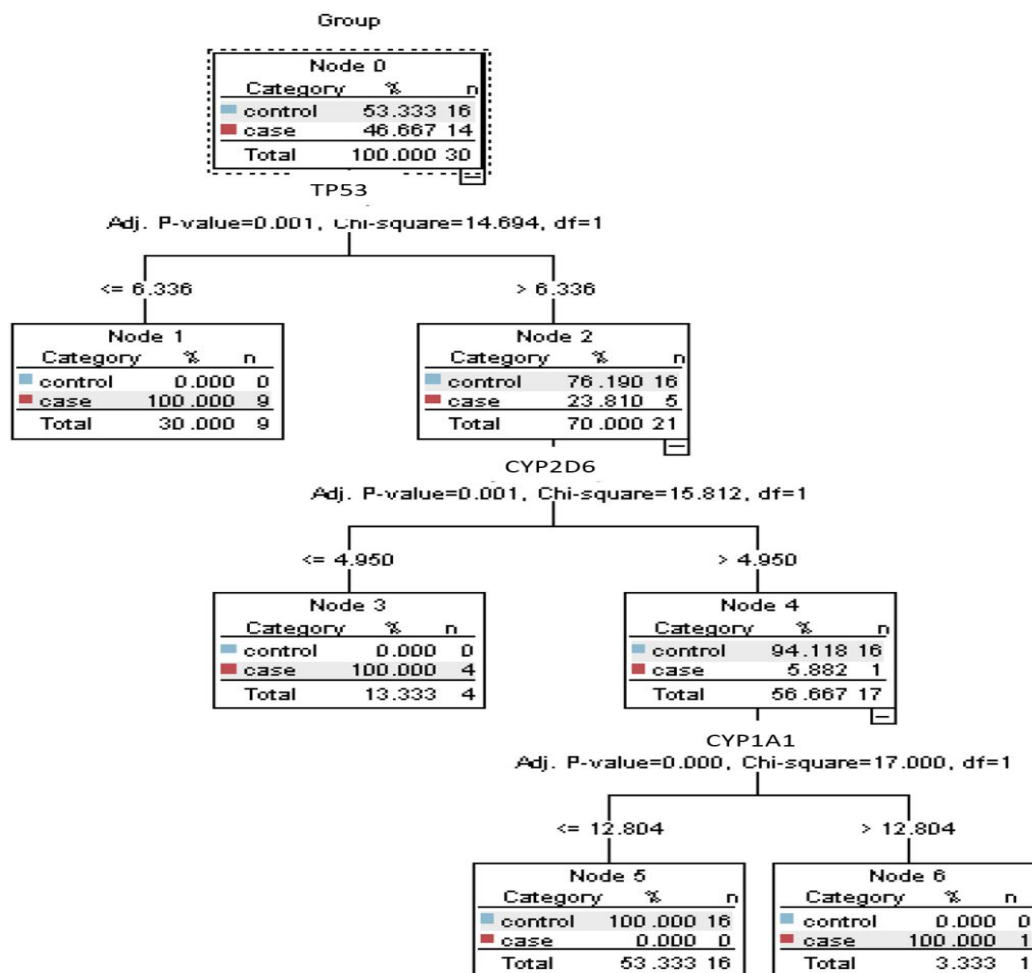 Group
Node 0
Category % n
control 53.333 16
case 46.667 14
Total 100.000 30
TP53
Adj. P-value=0.001, Chi-square=14.694, df=1
<= 6.336
> 6.336
Node 1
Category % n
control 0.000 0
case 100.000 9
Total 30.000 9
Node 2
Category % n
control 76.190 16
case 23.810 5
Total 70.000 21
CYP2D6
Adj. P-value=0.001, Chi-square=15.812, df=1
<= 4.950
> 4.950
Node 3
Category % n
control 0.000 0
case 100.000 4
Total 13.333 4
Node 4
Category % n
control 94.118 16
case 5.882 1
Total 56.667 17
CYP1A1
Adj. P-value=0.000, Chi-square=17.000, df=1
<= 12.804
> 12.804
Node 5
Category % n
control 100.000 16
case 0.000 0
Total 53.333 16
Node 6
Category % n
control 0.000 0
case 100.000 1
Total 3.333 1